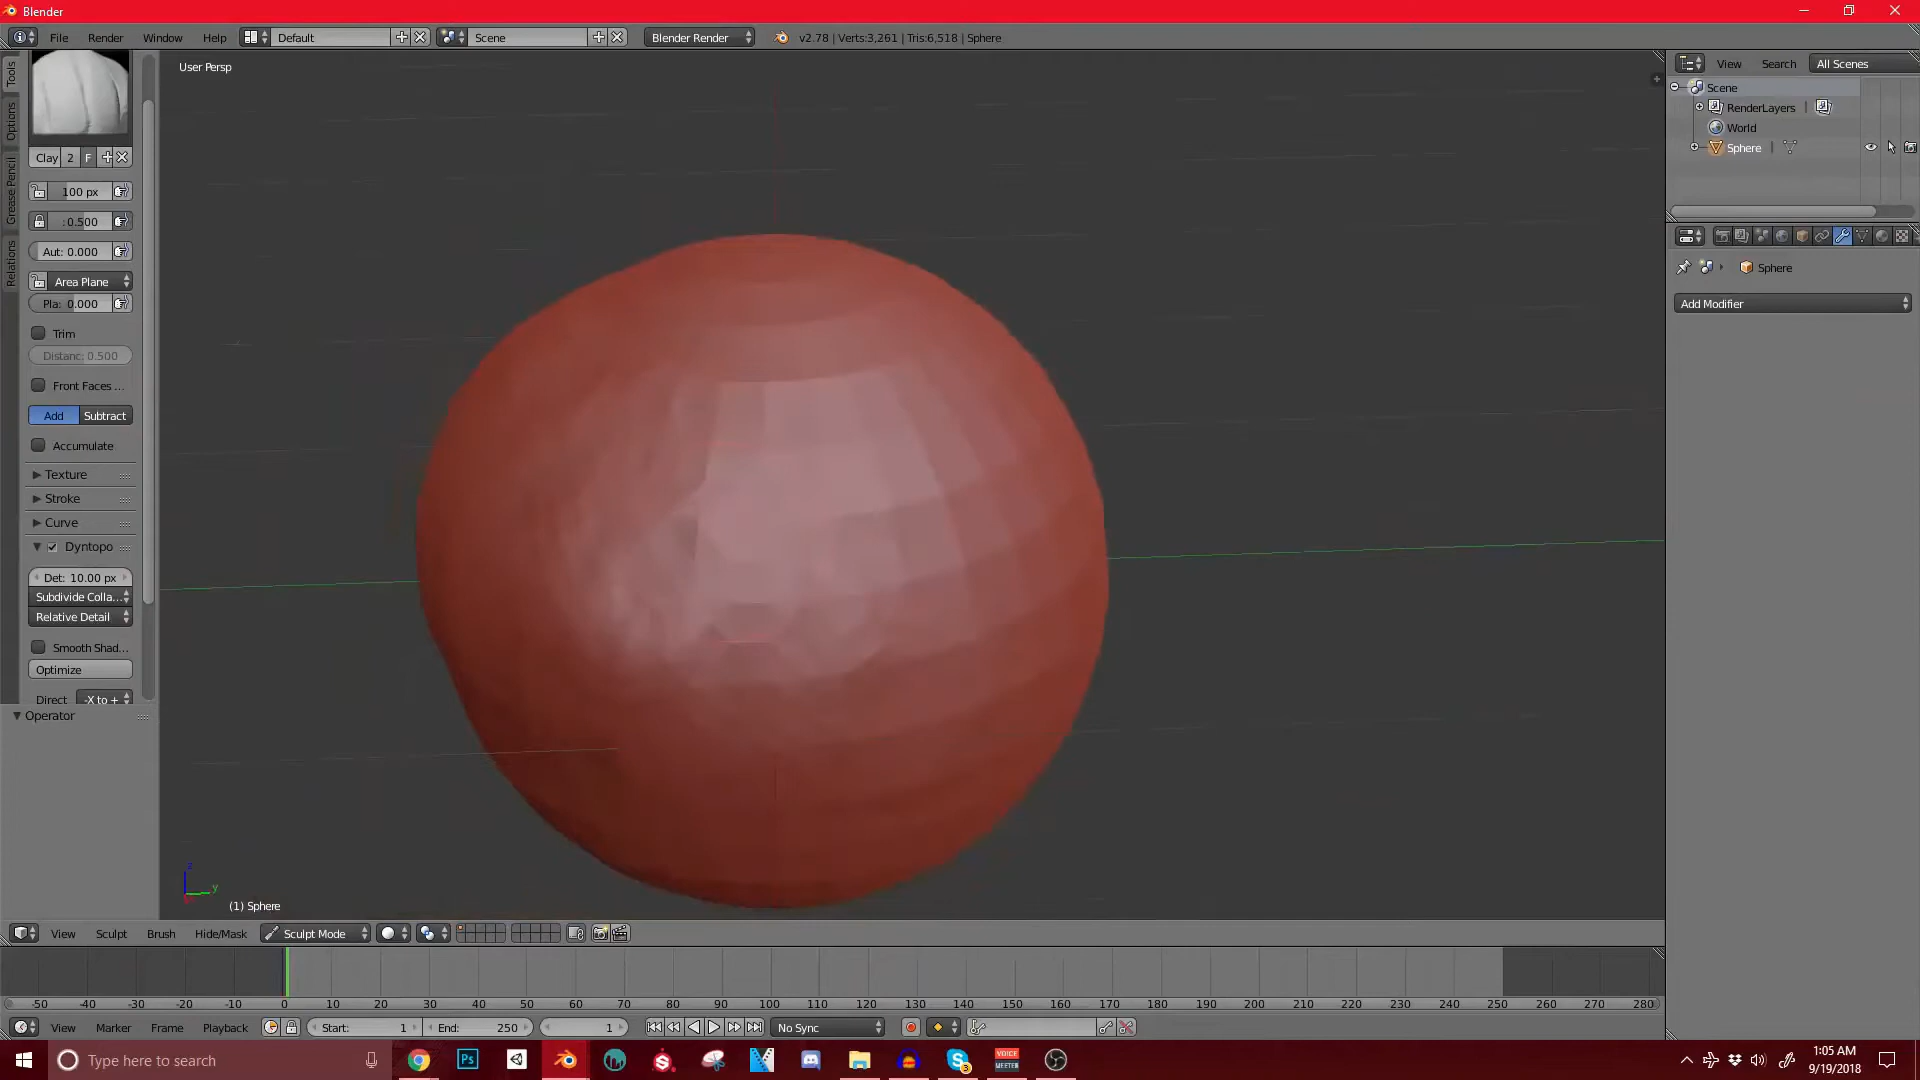 Blender
File Render Window Help Default Scene Blender Render v2.78 | Verts:3,261 | Tris:6,518 | Sphere
User Persp
View Search All Scenes
Scene
RenderLayers |
World
Sphere |
Sphere
Add Modifier
Tools
Options
Grease Pencil
Relations
Clay 2 F
100 px
:0.500
Aut: 0.000
Area Plane
Pla: 0.000
Trim
Distanc: 0.500
Front Faces ...
Add Subtract
Accumulate
Texture
Stroke
Curve
Dyntopo
Det: 10.00 px
Subdivide Colla...
Relative Detail
Smooth Shad...
Optimize
Direct -X to +
Operator
z
y
(1) Sphere
View Sculpt Brush Hide/Mask Sculpt Mode
-50 -40 -30 -20 -10 0 10 20 30 40 50 60 70 80 90 100 110 120 130 140 150 160 170 180 190 200 210 220 230 240 250 260 270 280
View Marker Frame Playback Start: 1 End: 250 1 No Sync
Type here to search
Ps
VOICE
MEETER
1:05 AM
9/19/2018